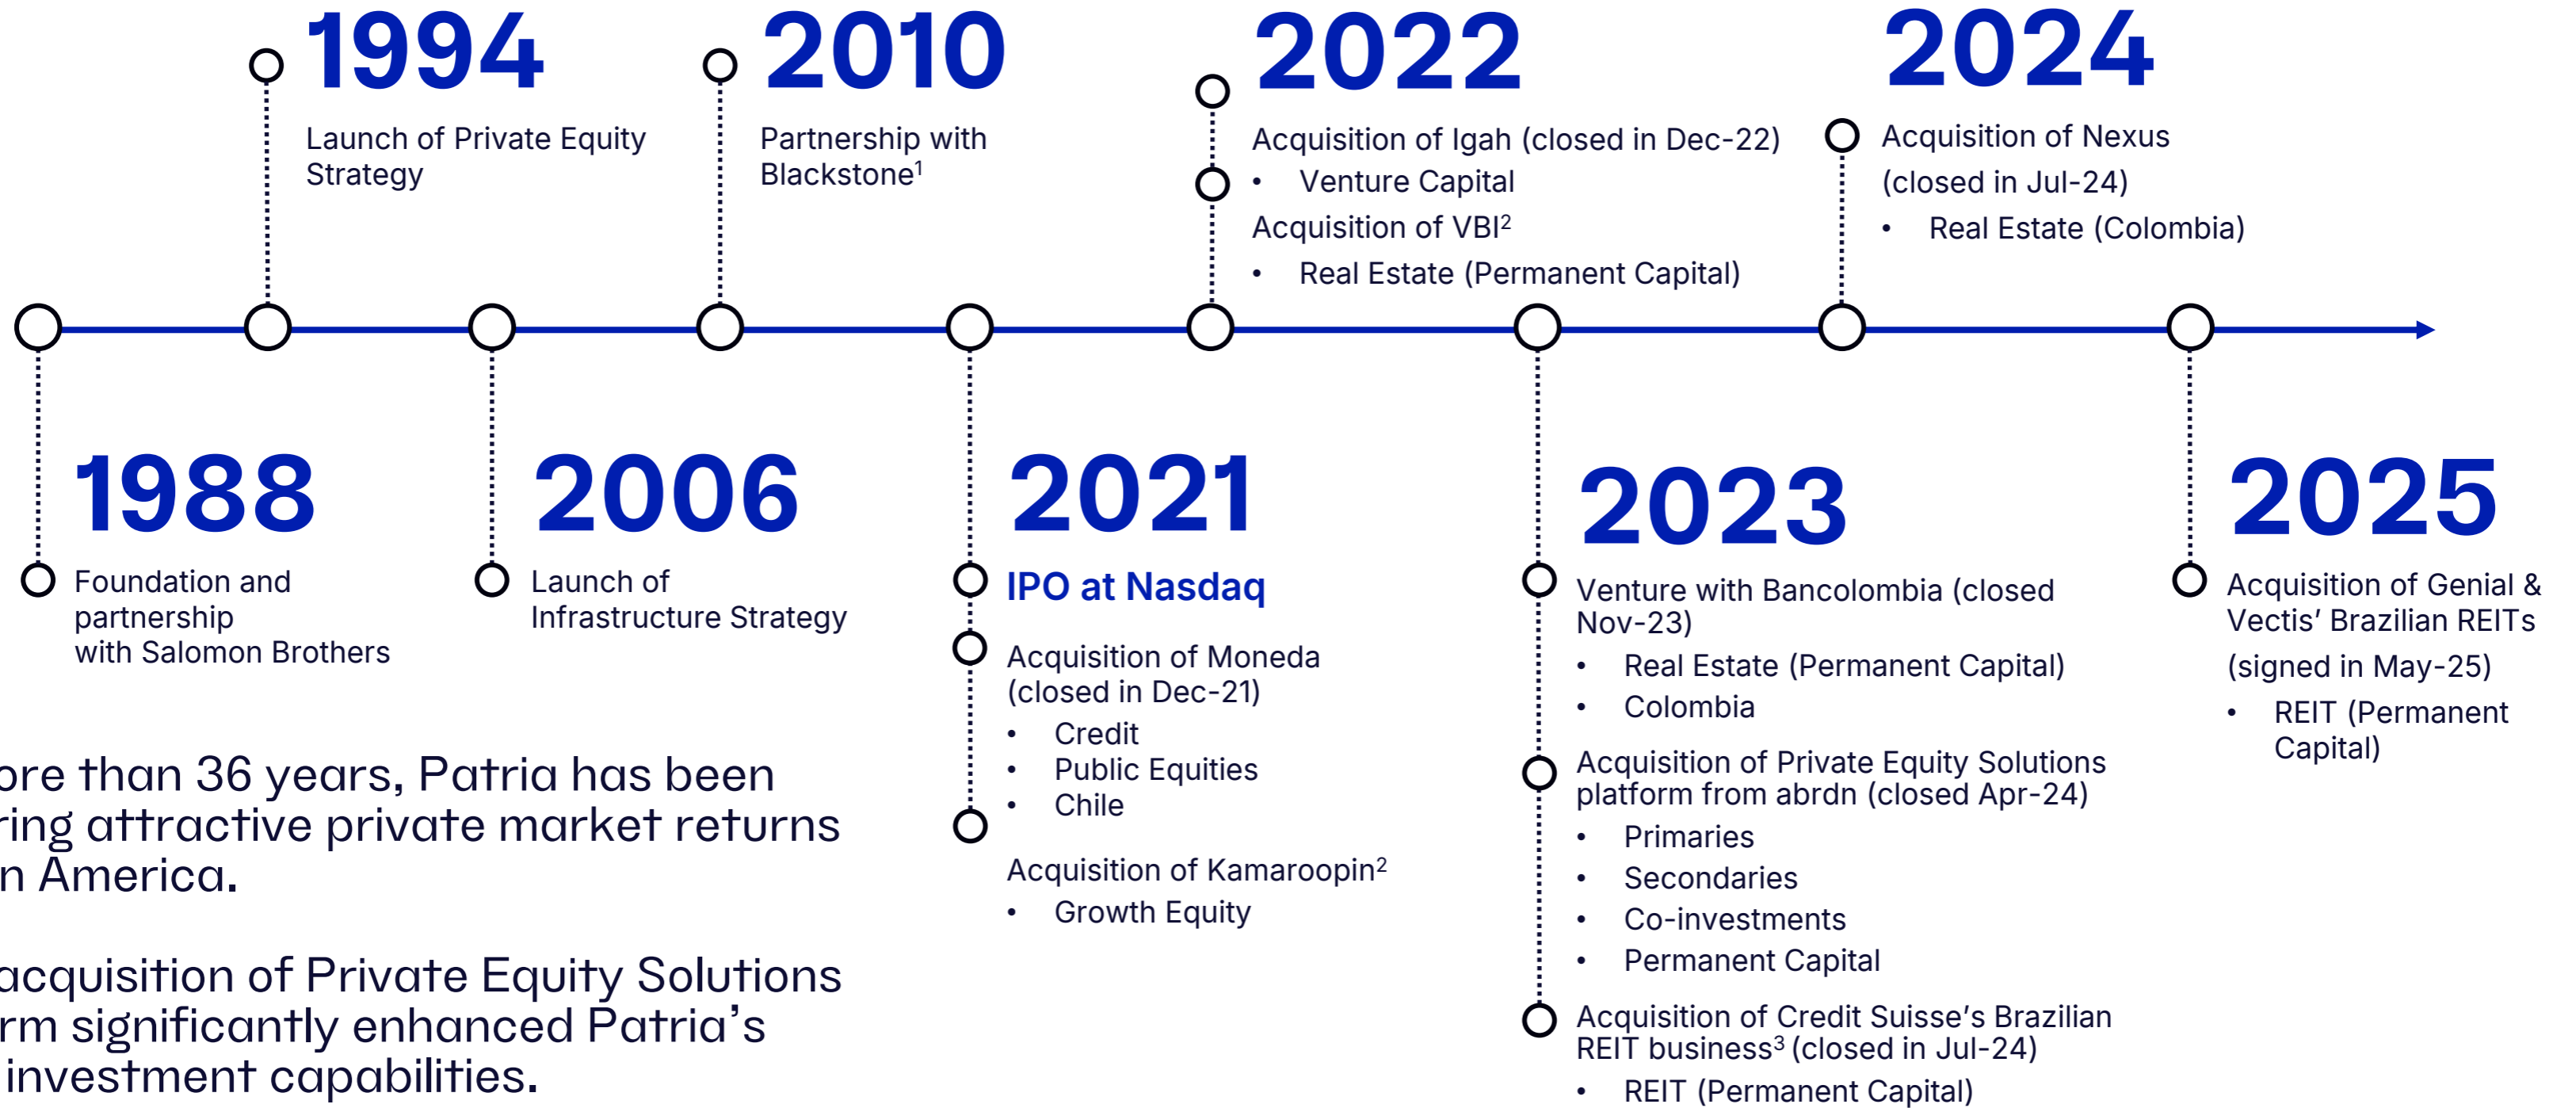 1994
Launch of Private Equity
Strategy
2010
Partnership with
Blackstone¹
2022
Acquisition of Igah (closed in Dec-22)
• Venture Capital
Acquisition of VBI²
• Real Estate (Permanent Capital)
2024
Acquisition of Nexus
(closed in Jul-24)
• Real Estate (Colombia)
1988
Foundation and
partnership
with Salomon Brothers
2006
Launch of
Infrastructure Strategy
2021
IPO at Nasdaq
Acquisition of Moneda
(closed in Dec-21)
• Credit
• Public Equities
• Chile
Acquisition of Kamaroopin²
• Growth Equity
2023
Venture with Bancolombia (closed
Nov-23)
• Real Estate (Permanent Capital)
• Colombia
Acquisition of Private Equity Solutions
platform from abrdn (closed Apr-24)
• Primaries
• Secondaries
• Co-investments
• Permanent Capital
Acquisition of Credit Suisse’s Brazilian
REIT business³ (closed in Jul-24)
• REIT (Permanent Capital)
2025
Acquisition of Genial &
Vectis’ Brazilian REITs
(signed in May-25)
• REIT (Permanent
Capital)
than 36 years, Patria has been
attractive private market returns
America.
acquisition of Private Equity Solutions
significantly enhanced Patria’s
investment capabilities.